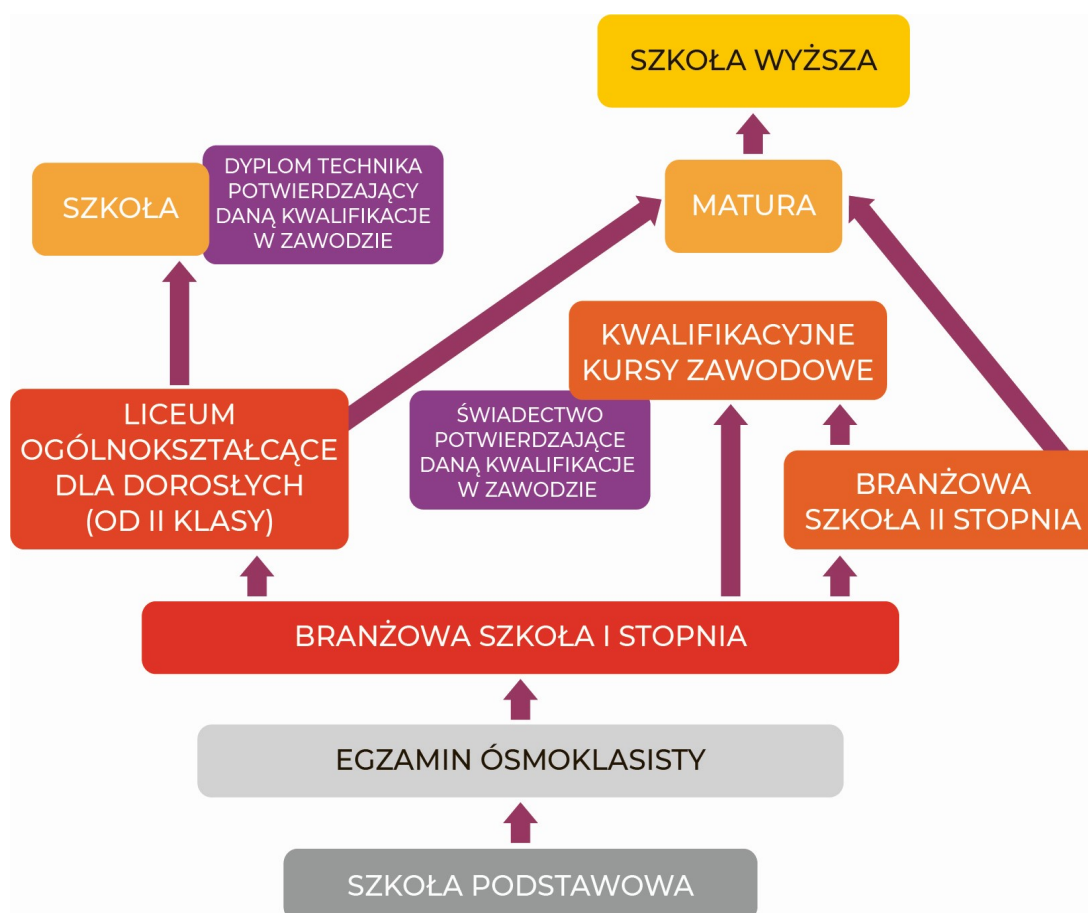 SZKOŁA WYŻSZA
DYPLOM TECHNIKA
POTWIERDZAJĄCY
DANĄ KWALIFIKACJE
W ZAWODZIE
SZKOŁA
MATURA
KWALIFIKACYJNE
KURSY ZAWODOWE
LICEUM
OGÓLNOKSZTAŁCĄCE
DLA DOROSŁYCH
(OD II KLASY)
ŚWIADECTWO
POTWIERDZAJĄCE
DANĄ KWALIFIKACJE
W ZAWODZIE
BRANŻOWA
SZKOŁA II STOPNIA
BRANŻOWA SZKOŁA I STOPNIA
EGZAMIN ÓSMOKLASISTY
SZKOŁA PODSTAWOWA